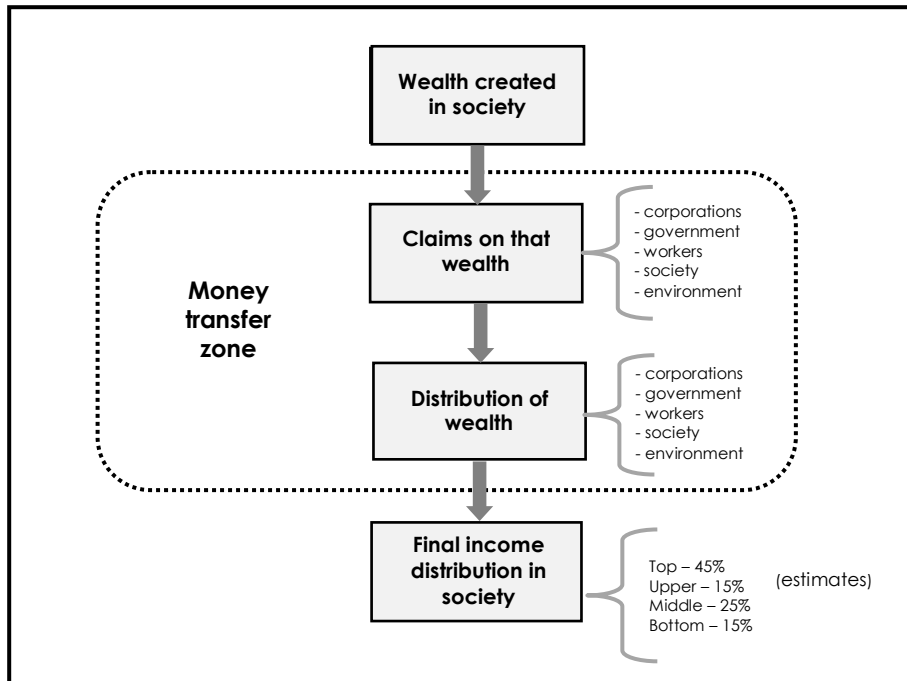 Wealth created
in society
Claims on that
wealth
- corporations
- government
- workers
- society
- environment
Money
transfer
zone
Distribution of
wealth
- corporations
- government
- workers
- society
- environment
Final income
distribution in
society
Top – 45%
Upper – 15%
Middle – 25%
Bottom – 15%
(estimates)